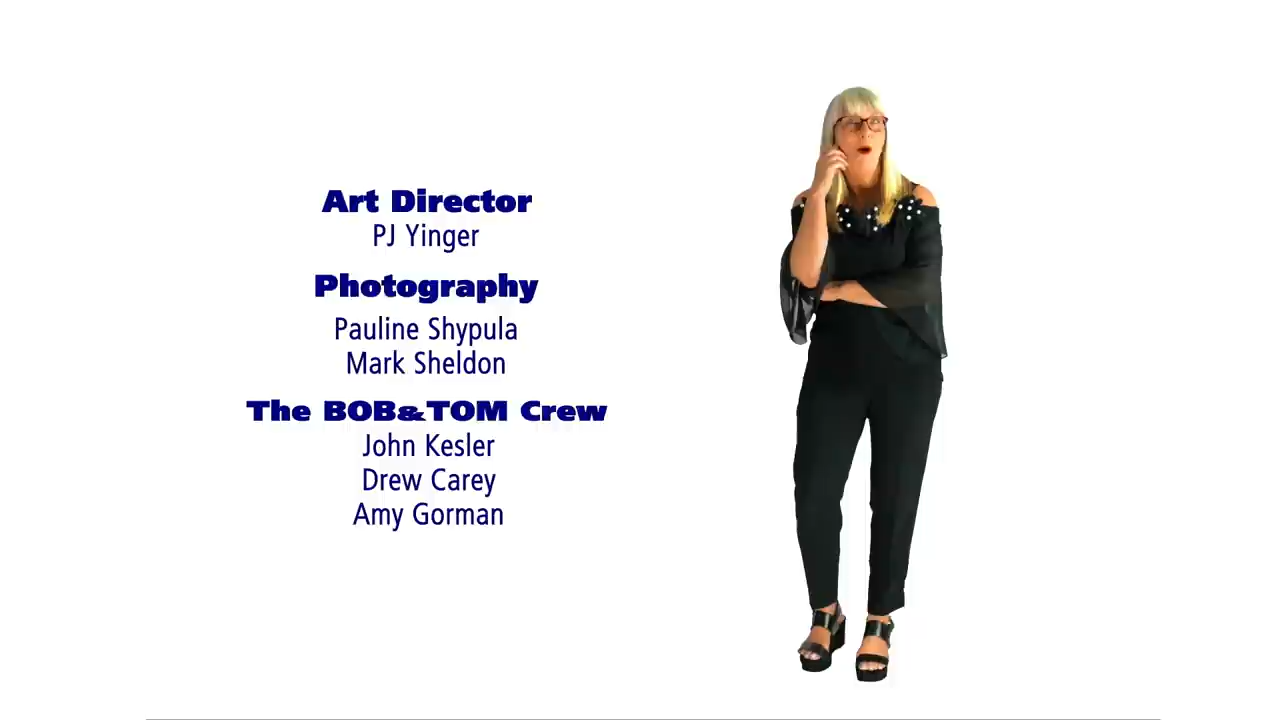 Art Director
PJ Yinger
Photography
Pauline Shypula
Mark Sheldon
The BOB&TOM Crew
John Kesler
Drew Carey
Amy Gorman